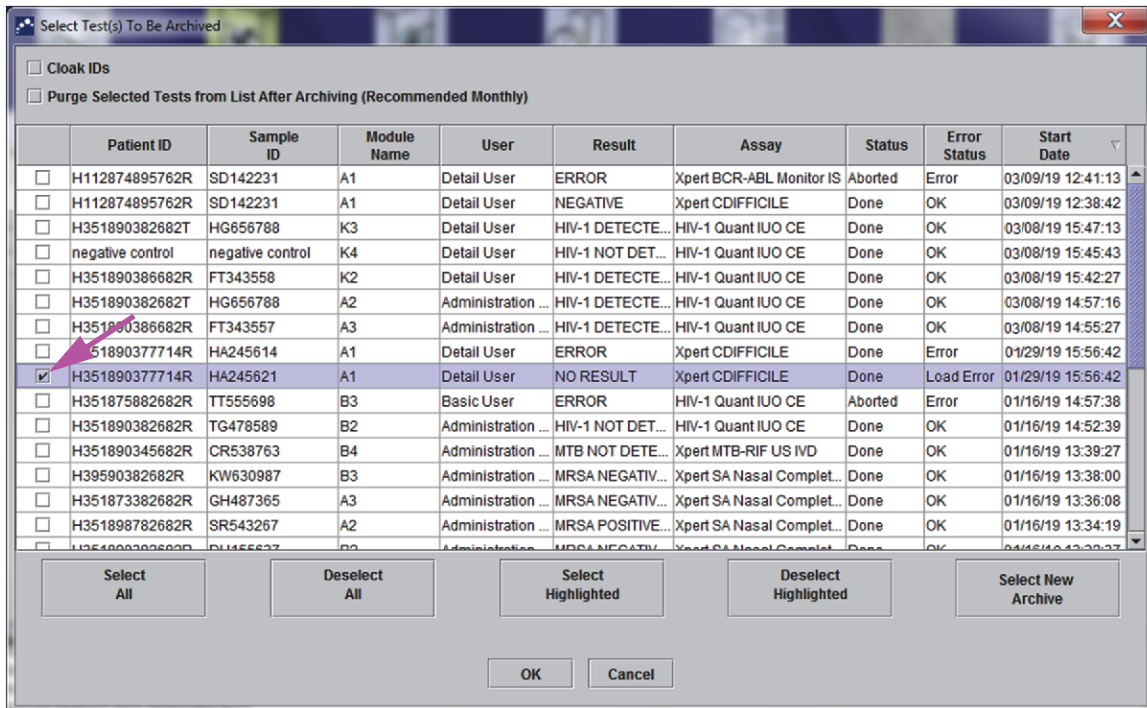 Select Test(s) To Be Archived
Cloak IDs
Purge Selected Tests from List After Archiving (Recommended Monthly)
Patient ID Sample ID Module Name User Result Assay Status Error Status Start Date
H112874895762R SD142231 A1 Detail User ERROR Xpert BCR-ABL Monitor IS Aborted Error 03/09/19 12:41:13
H112874895762R SD142231 A1 Detail User NEGATIVE Xpert CDIFFICILE Done OK 03/09/19 12:38:42
H351890382682T HG656788 K3 Detail User HIV-1 DETECTE... HIV-1 Quant IUO CE Done OK 03/08/19 15:47:13
negative control negative control K4 Detail User HIV-1 NOT DET... HIV-1 Quant IUO CE Done OK 03/08/19 15:45:43
H351890386682R FT343558 K2 Detail User HIV-1 DETECTE... HIV-1 Quant IUO CE Done OK 03/08/19 15:42:27
H351890382682T HG656788 A2 Administration ... HIV-1 DETECTE... HIV-1 Quant IUO CE Done OK 03/08/19 14:57:16
H351890386682R FT343557 A3 Administration ... HIV-1 DETECTE... HIV-1 Quant IUO CE Done OK 03/08/19 14:55:27
351890377714R HA245614 A1 Detail User ERROR Xpert CDIFFICILE Done Error 01/29/19 15:56:42
H351890377714R HA245621 A1 Detail User NO RESULT Xpert CDIFFICILE Done Load Error 01/29/19 15:56:42
H351875882682R TT555698 B3 Basic User ERROR HIV-1 Quant IUO CE Aborted Error 01/16/19 14:57:38
H351890382682R TG478589 B2 Administration ... HIV-1 NOT DET... HIV-1 Quant IUO CE Done OK 01/16/19 14:52:39
H351890345682R CR538763 B4 Administration ... MTB NOT DETE... Xpert MTB-RIF US IVD Done OK 01/16/19 13:39:27
H39590382682R KW630987 B3 Administration ... MRSA NEGATIV... Xpert SA Nasal Complet... Done OK 01/16/19 13:38:00
H351873382682R GH487365 A3 Administration ... MRSA NEGATIV... Xpert SA Nasal Complet... Done OK 01/16/19 13:36:08
H351898782682R SR543267 A2 Administration ... MRSA POSITIVE... Xpert SA Nasal Complet... Done OK 01/16/19 13:34:19
Select All Deselect All Select Highlighted Deselect Highlighted Select New Archive
OK Cancel